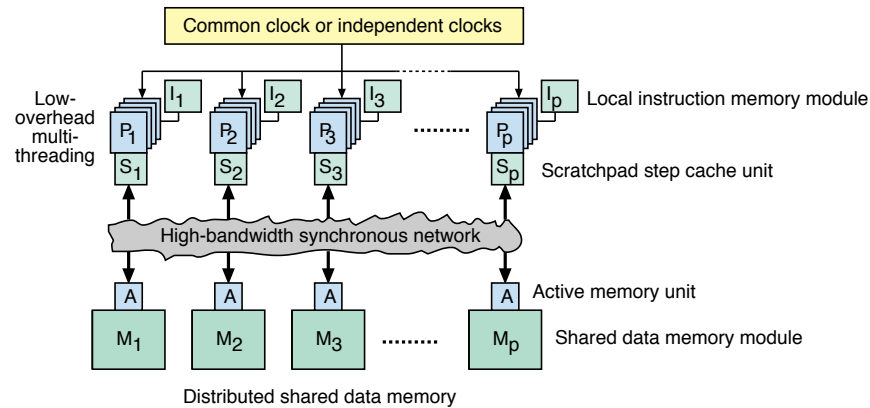 Common clock or independent clocks
Low-
overhead
multi-
threading
I1 I2 I3 Ip
Local instruction memory module
P1 P2 P3 ......... Pp
S1 S2 S3 Sp
Scratchpad step cache unit
High-bandwidth synchronous network
A A A A
Active memory unit
M1 M2 M3 ......... Mp
Shared data memory module
Distributed shared data memory